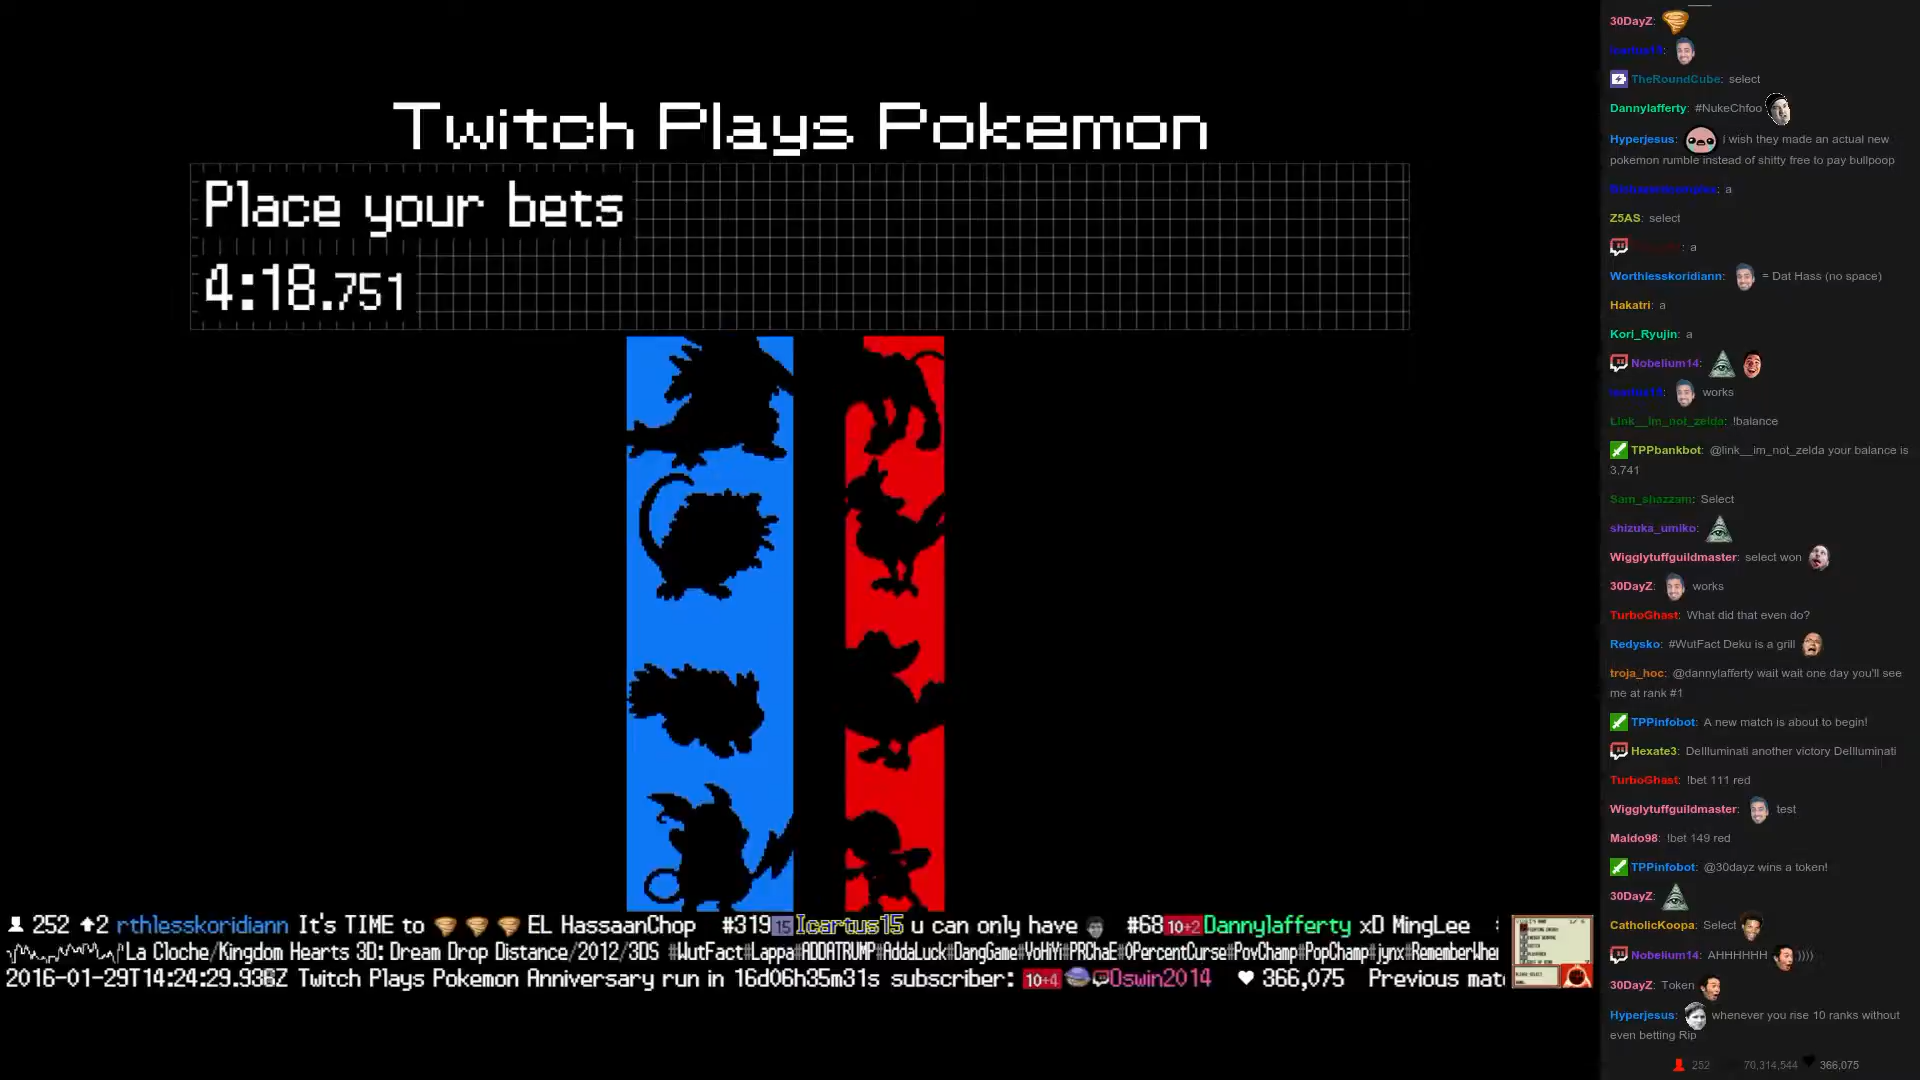 Twitch Plays Pokemon
Place your bets
4:18.751
252 2 rthlesskoridiann It's TIME to EL HassaanChop #319 15 Icartus15 u can only have #68 10+2 Dannylafferty xD MingLee
La Cloche/Kingdom Hearts 3D: Dream Drop Distance/2012/3DS #WutFact#Lappa#ADDATRUMP#AddaLuck#DangGame#VoHiYi#PRChaE#0PercentCurse#PovChamp#PopChamp#jynx#RememberWhen
Twitch Plays Pokemon Anniversary run in 16d06h35m31s subscriber: 10+4 Oswin2014 366,075 Previous mat
30DayZ:
Icartus15:
TheRoundCube: select
Dannylafferty: #NukeChfoo
Hyperjesus: i wish they made an actual new
pokemon rumble instead of shitty free to pay bullpoop
: a
Z5AS: select
: a
Worthlesskoridiann: = Dat Hass (no space)
Hakatri: a
Kori_Ryujin: a
Nobelium14:
Icartus15: works
Link__im_not_zelda: !balance
TPPbankbot: @link__im_not_zelda your balance is
3,741
Sam_shazzam: Select
shizuka_umiko:
Wigglytuffguildmaster: select won
30DayZ: works
TurboGhast: What did that even do?
Redysko: #WutFact Deku is a grill
troja_hoc: @dannylafferty wait wait one day you'll see
me at rank #1
TPPinfobot: A new match is about to begin!
Hexate3: DeIlluminati another victory DeIlluminati
TurboGhast: !bet 111 red
Wigglytuffguildmaster: test
Maldo98: !bet 149 red
TPPinfobot: @30dayz wins a token!
30DayZ:
CatholicKoopa: Select
Nobelium14: AHHHHHH ))))
30DayZ: Token
Hyperjesus: whenever you rise 10 ranks without
even betting Rip
252 70,314,544 366,075